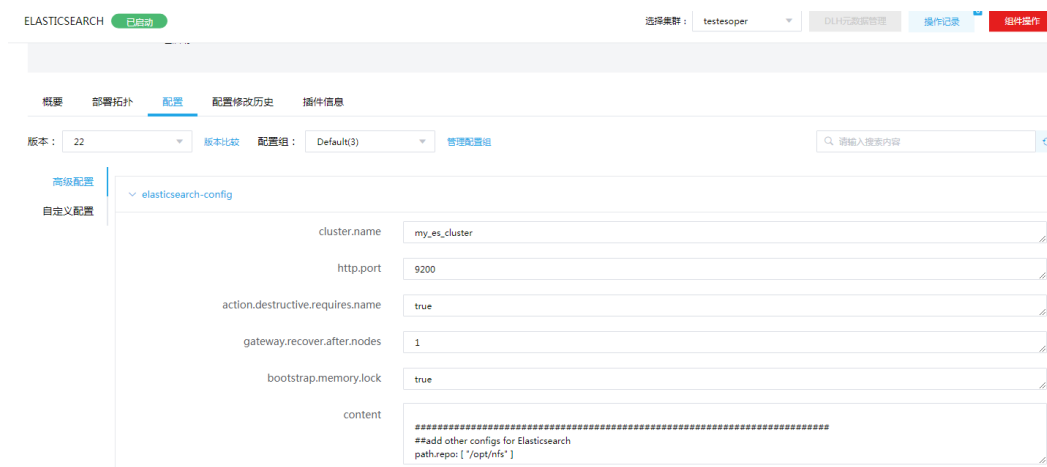 ELASTICSEARCH 已启动 选择集群： testesoper DLH元数据管理 操作记录 组件操作
概要 部署拓扑 配置 配置修改历史 插件信息
版本： 22 版本比较 配置组： Default(3) 管理配置组 请输入搜索内容
高级配置
自定义配置
elasticsearch-config
cluster.name my_es_cluster
http.port 9200
action.destructive.requires.name true
gateway.recover.after.nodes 1
bootstrap.memory.lock true
content
##########################################################################
##add other configs for Elasticsearch
path.repo: [ "/opt/nfs" ]